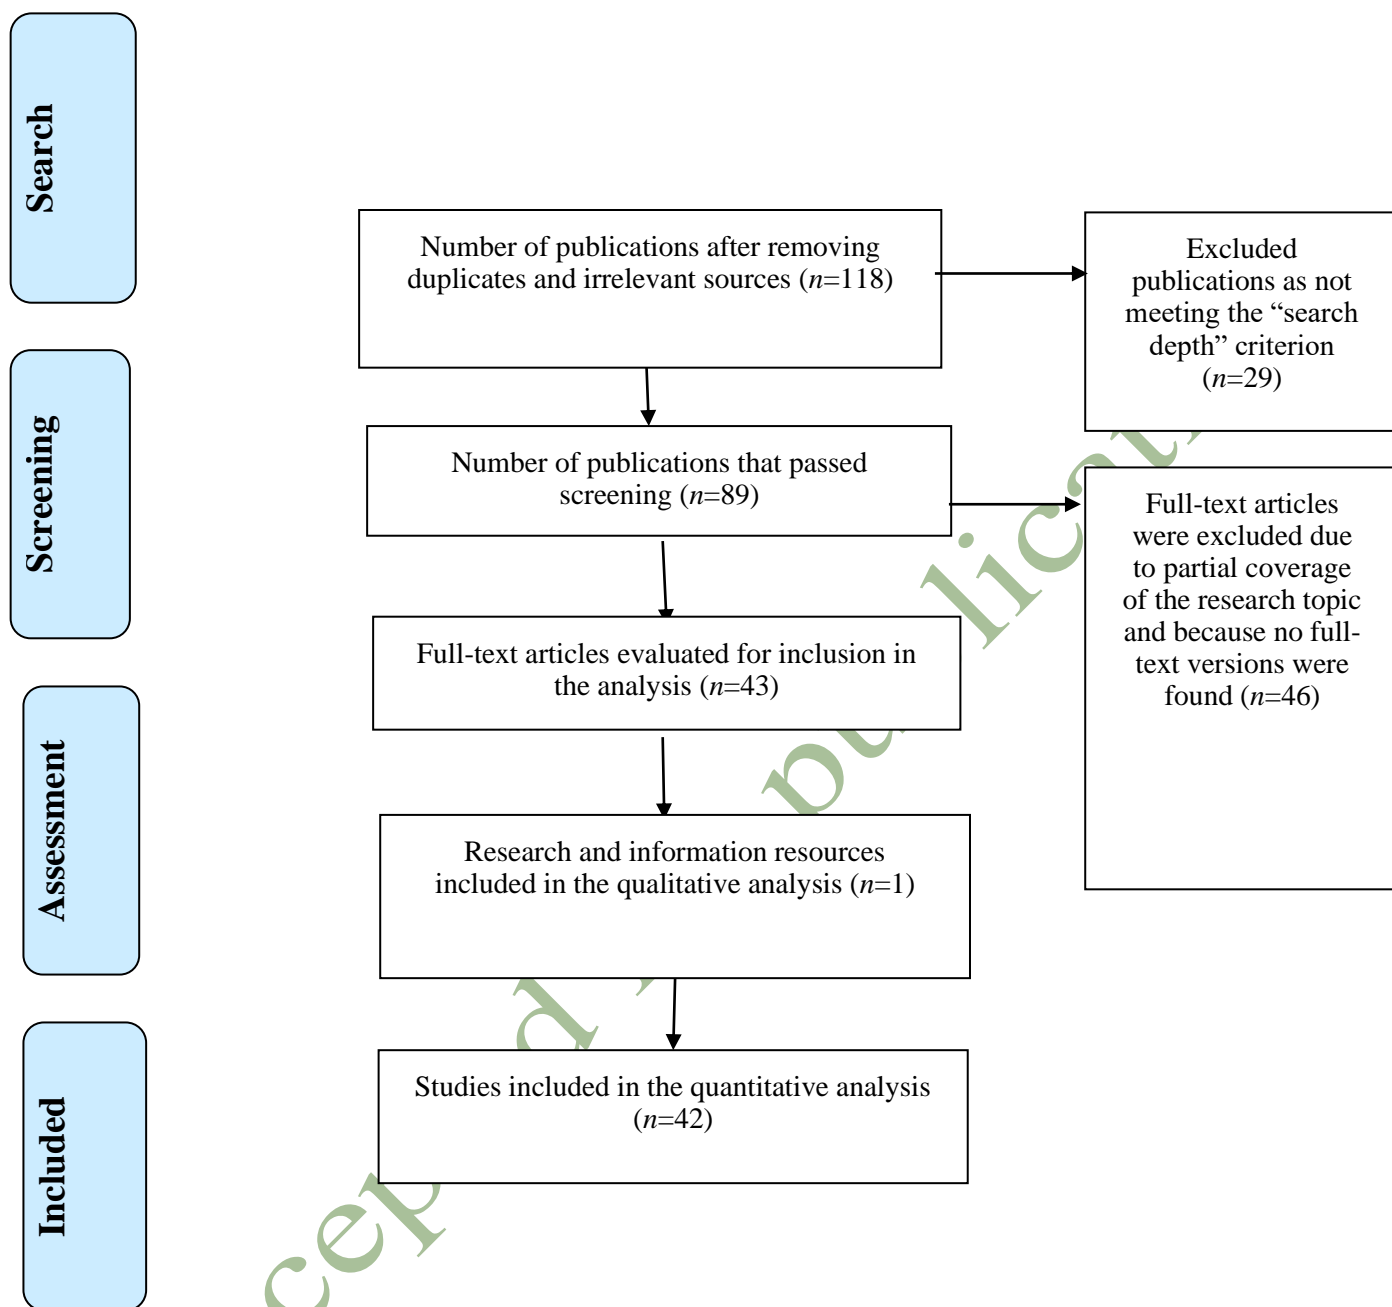 Search
Number of publications after removing
duplicates and irrelevant sources (n=118)
Excluded
publications as not
meeting the “search
depth” criterion
(n=29)
Screening
Number of publications that passed
screening (n=89)
Full-text articles
were excluded due
to partial coverage
of the research topic
and because no full-
text versions were
found (n=46)
Full-text articles evaluated for inclusion in
the analysis (n=43)
Assessment
Research and information resources
included in the qualitative analysis (n=1)
Included
Studies included in the quantitative analysis
(n=42)